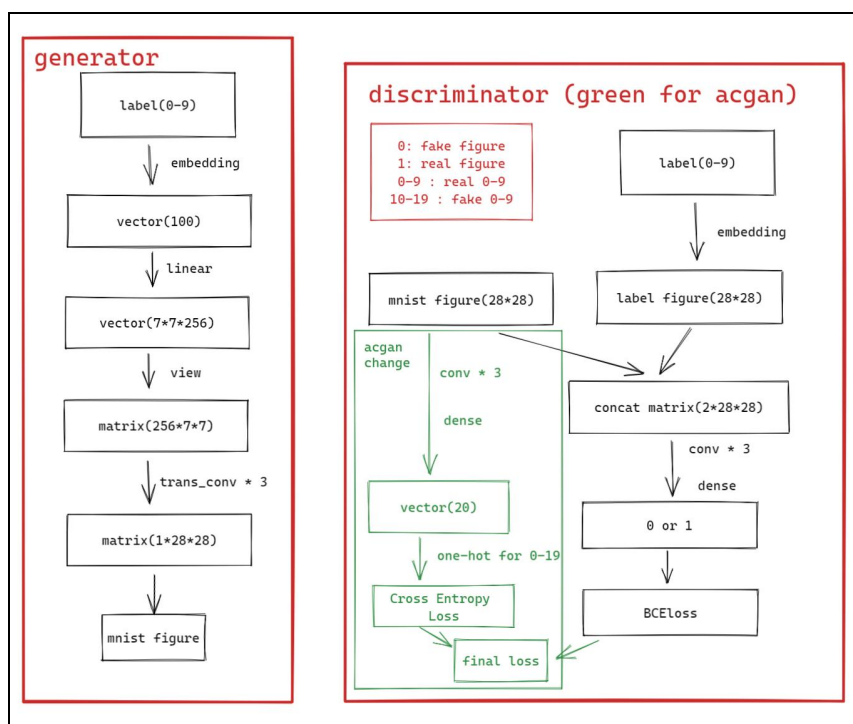 generator
label(0-9)
embedding
vector(100)
linear
vector(7*7*256)
view
matrix(256*7*7)
trans_conv * 3
matrix(1*28*28)
mnist figure
discriminator (green for acgan)
0: fake figure
1: real figure
0-9 : real 0-9
10-19 : fake 0-9
label(0-9)
embedding
mnist figure(28*28)
label figure(28*28)
acgan
change
conv * 3
dense
concat matrix(2*28*28)
conv * 3
dense
vector(20)
0 or 1
one-hot for 0-19
Cross Entropy
Loss
BCEloss
final loss